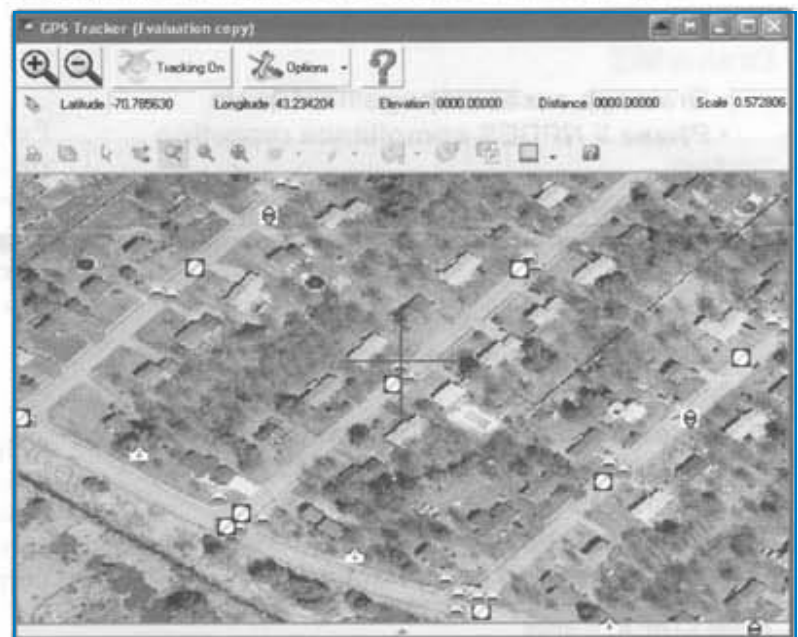 GPS Tracker (Evaluation copy)
Tracking On Options
Latitude -70.785630 Longitude 43.234204 Elevation 0000.00000 Distance 0000.00000 Scale 0.572806